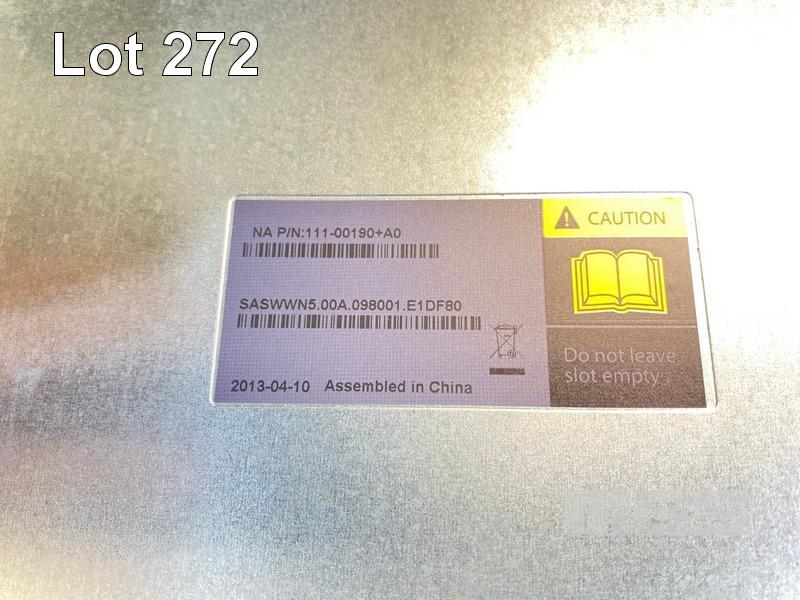 Lot 272
NA P/N:111-00190+A0
CAUTION
SASWWN5.00A.098001.E1DF80
Do not leave
slot empty
2013-04-10 Assembled in China